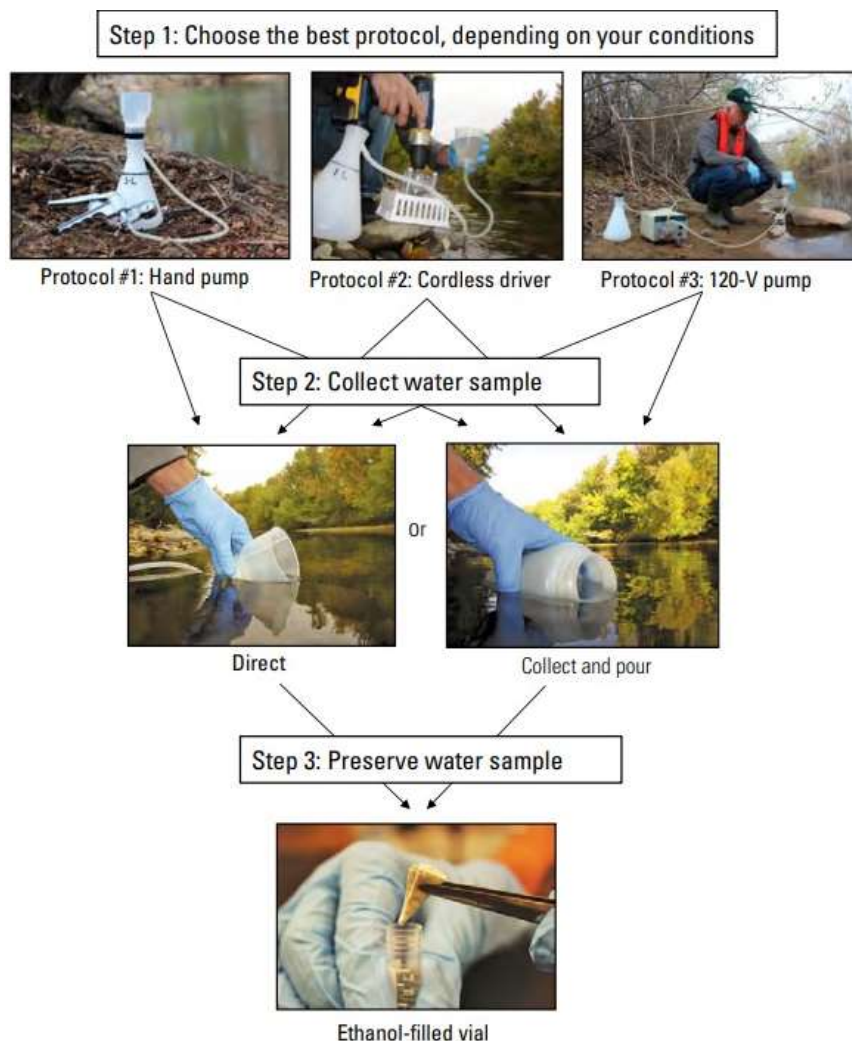 Step 1: Choose the best protocol, depending on your conditions
Protocol #1: Hand pump
Protocol #2: Cordless driver
Protocol #3: 120-V pump
Step 2: Collect water sample
or
Direct
Collect and pour
Step 3: Preserve water sample
Ethanol-filled vial